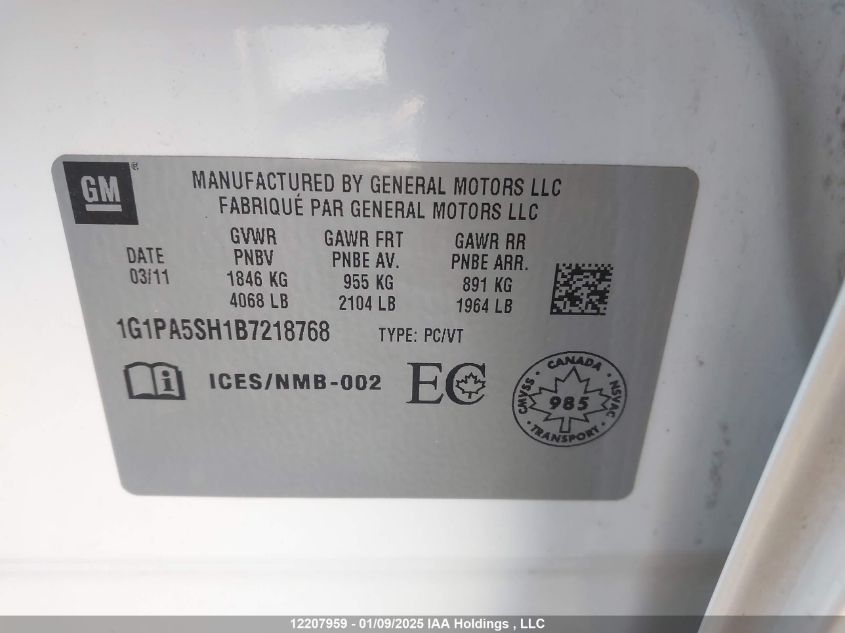 GM
MANUFACTURED BY GENERAL MOTORS LLC
FABRIQUÉ PAR GENERAL MOTORS LLC
DATE
03/11
GVWR
PNBV
1846 KG
4068 LB
GAWR FRT
PNBE AV.
955 KG
2104 LB
GAWR RR
PNBE ARR.
891 KG
1964 LB
1G1PA5SH1B7218768 TYPE: PC/VT
ICES/NMB-002
EC
CANADA
CMVSS
985
NSVAC
TRANSPORT
12207959 - 01/09/2025 IAA Holdings , LLC